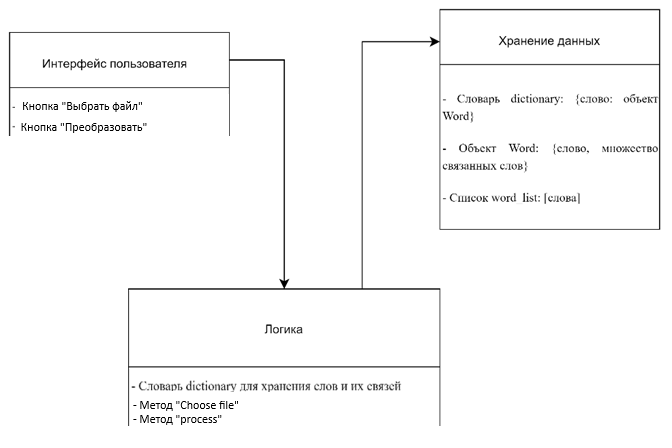 Интерфейс пользователя
- Кнопка "Выбрать файл"
- Кнопка "Преобразовать"
Хранение данных
- Словарь dictionary: {слово: объект
Word}
- Объект Word: {слово, множество
связанных слов}
- Список word_list: [слова]
Логика
- Словарь dictionary для хранения слов и их связей
- Метод "Choose file"
- Метод "process"